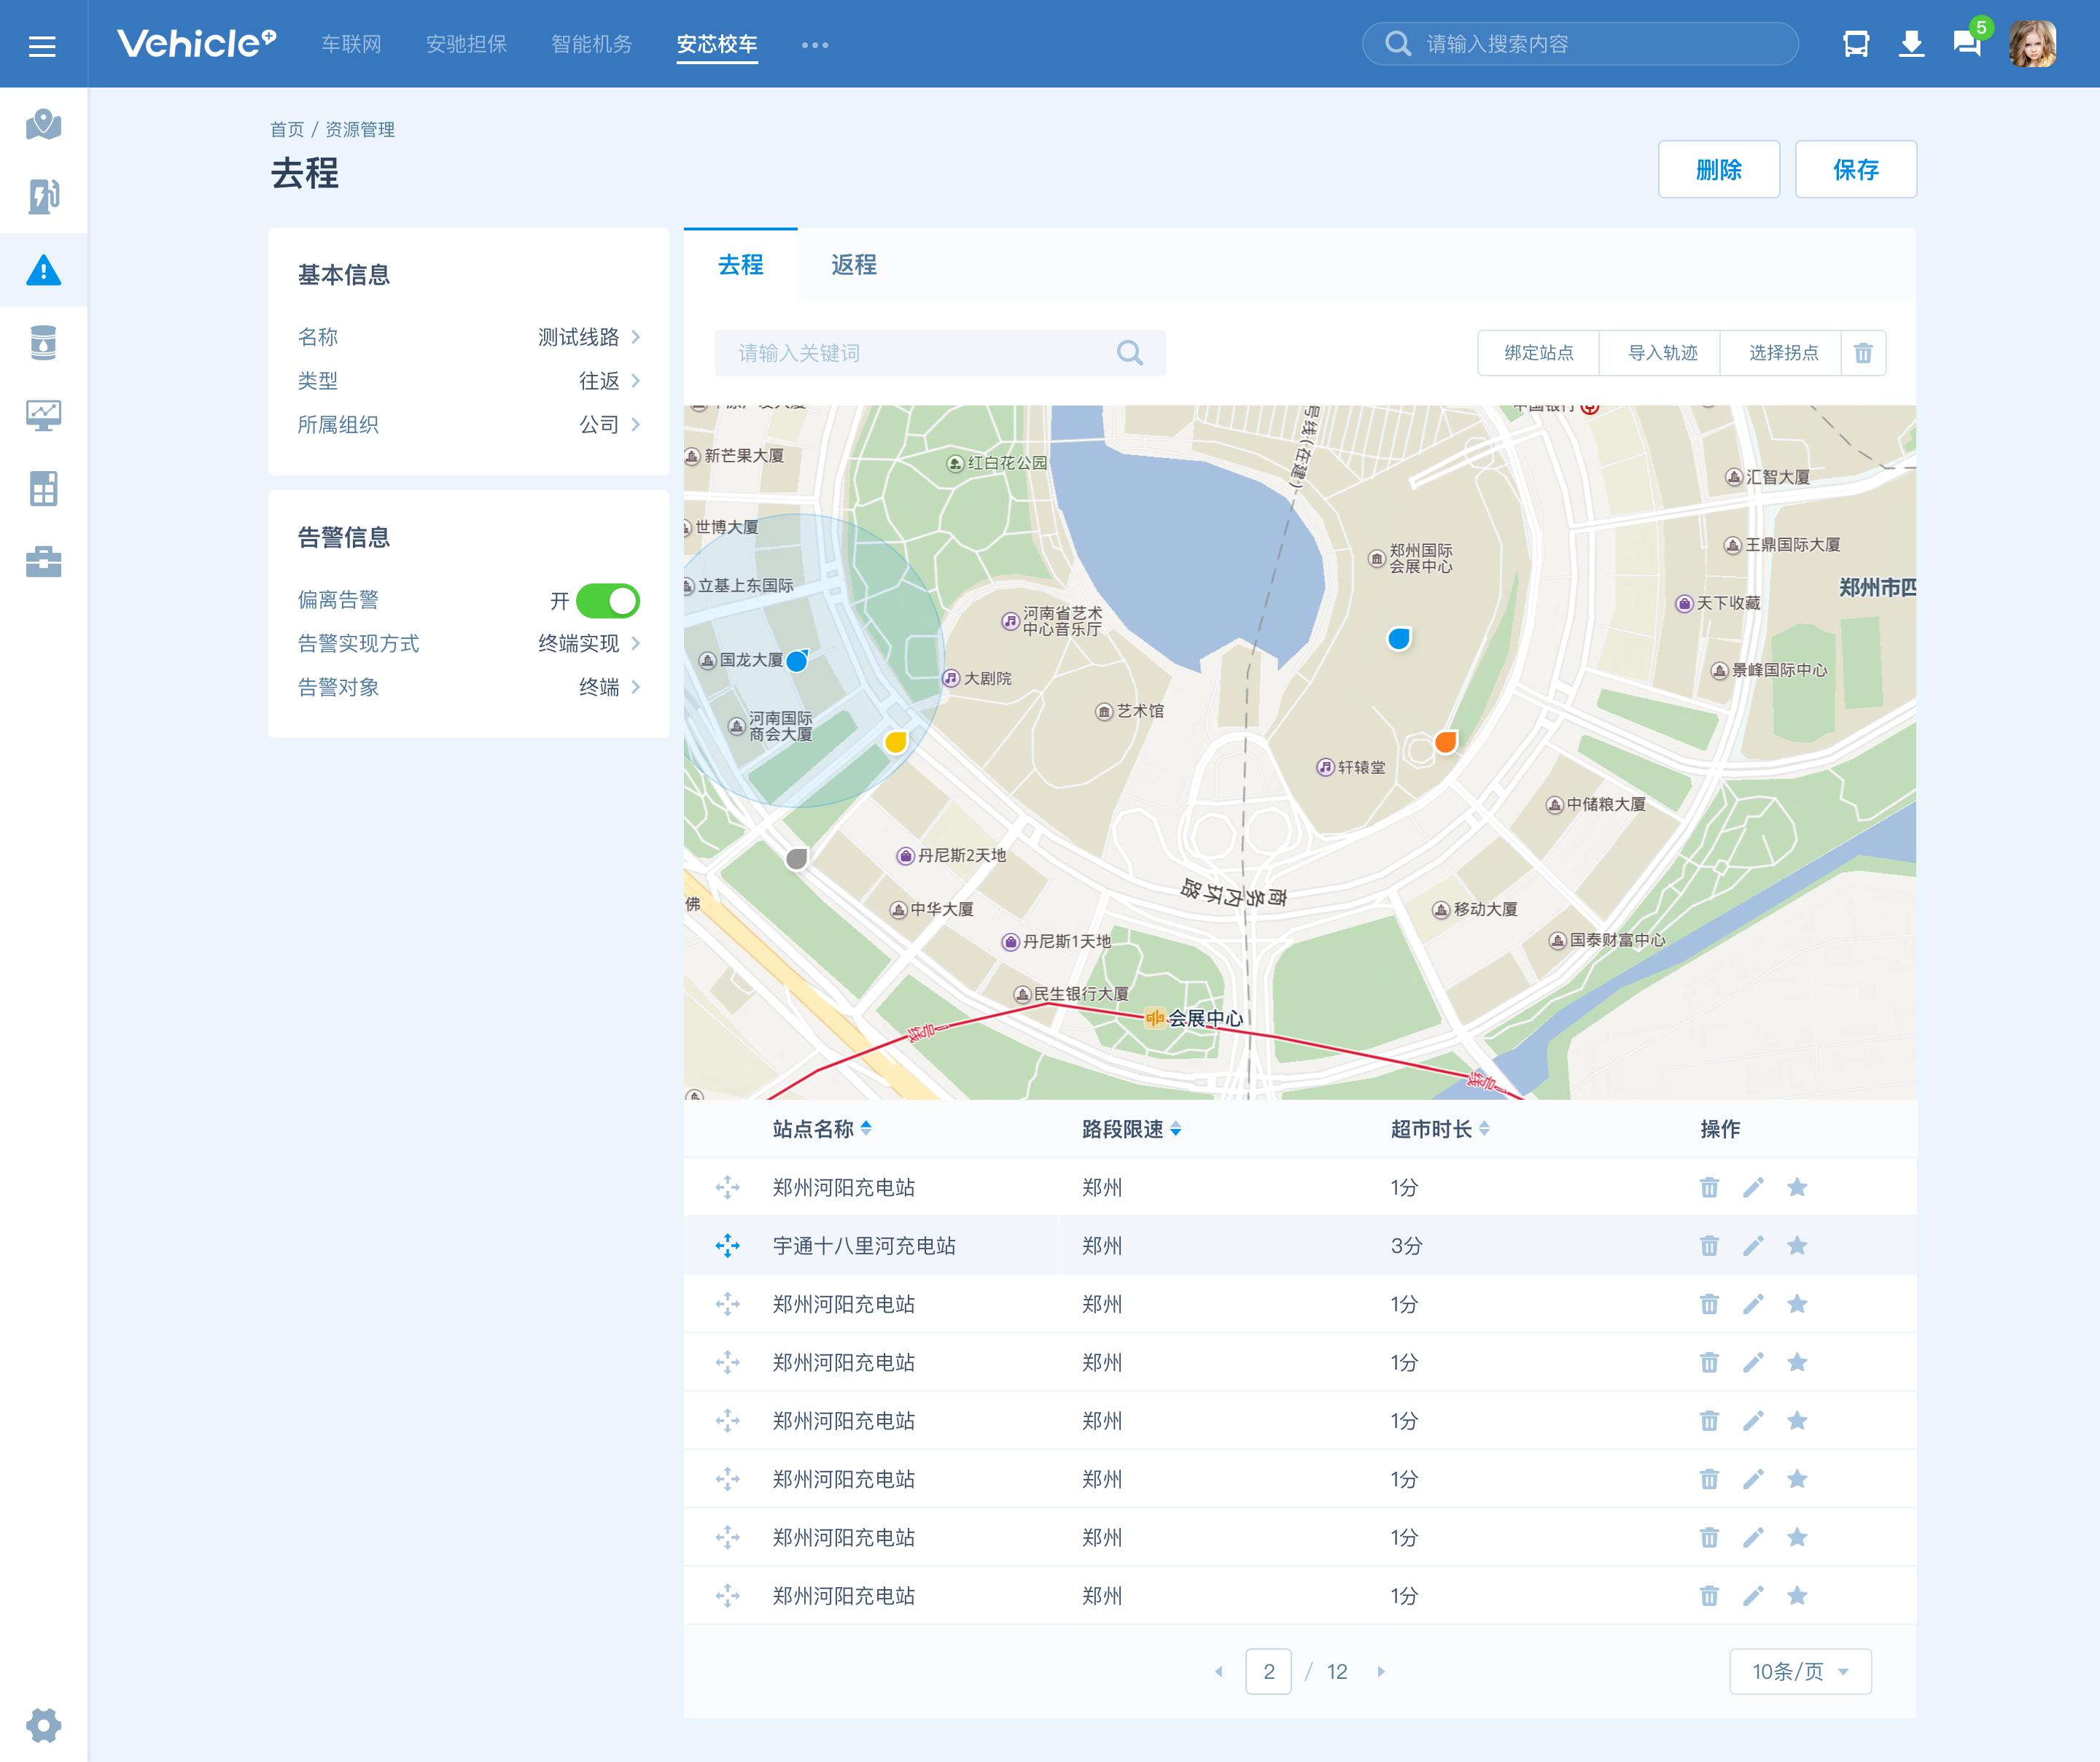 Vehicle+
车联网
安驰担保
智能机务
安芯校车
请输入搜索内容
5
首页 / 资源管理
去程
删除
保存
基本信息
名称 测试线路
类型 往返
所属组织 公司
告警信息
偏离告警 开
告警实现方式 终端实现
告警对象 终端
去程
返程
请输入关键词
绑定站点
导入轨迹
选择拐点
号线(在建)
新芒果大厦
红白花公园
汇智大厦
世博大厦
郑州国际
会展中心
王鼎国际大厦
立基上东国际
郑州市四
天下收藏
河南省艺术
中心音乐厅
国龙大厦
大剧院
景峰国际中心
河南国际
商会大厦
艺术馆
轩辕堂
中储粮大厦
丹尼斯2天地
商务内环路
佛
中华大厦
移动大厦
丹尼斯1天地
国泰财富中心
民生银行大厦
会展中心
站点名称 路段限速 超市时长 操作
郑州河阳充电站 郑州 1分
宇通十八里河充电站 郑州 3分
郑州河阳充电站 郑州 1分
郑州河阳充电站 郑州 1分
郑州河阳充电站 郑州 1分
郑州河阳充电站 郑州 1分
郑州河阳充电站 郑州 1分
郑州河阳充电站 郑州 1分
2 / 12
10条/页